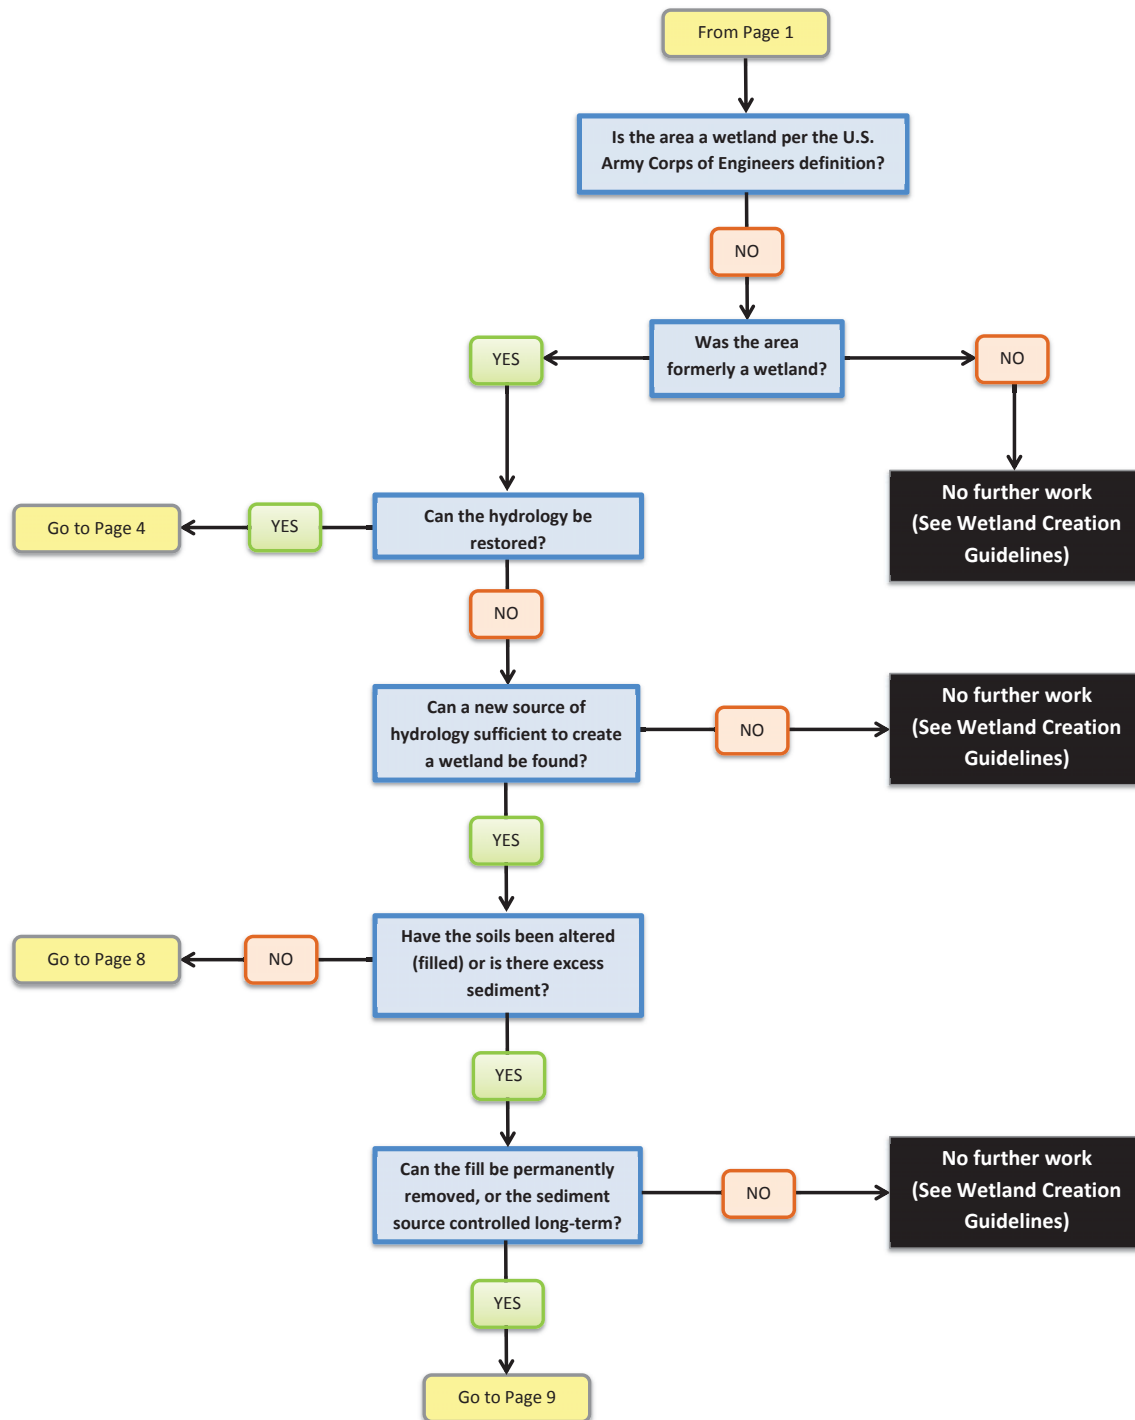 From Page 1
Is the area a wetland per the U.S.
Army Corps of Engineers definition?
NO
YES
Was the area
formerly a wetland?
NO
Go to Page 4
YES
Can the hydrology be
restored?
No further work
(See Wetland Creation
Guidelines)
NO
Can a new source of
hydrology sufficient to create
a wetland be found?
NO
No further work
(See Wetland Creation
Guidelines)
YES
Go to Page 8
NO
Have the soils been altered
(filled) or is there excess
sediment?
YES
Can the fill be permanently
removed, or the sediment
source controlled long-term?
NO
No further work
(See Wetland Creation
Guidelines)
YES
Go to Page 9